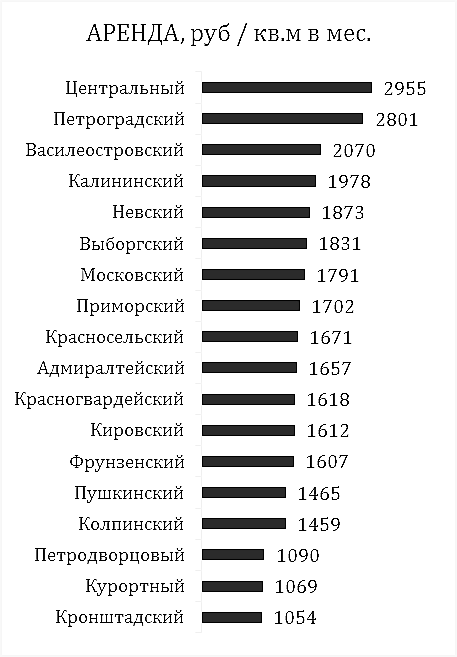 АРЕНДА, руб / кв.м в мес.
Центральный 2955
Петроградский 2801
Василеостровский 2070
Калининский 1978
Невский 1873
Выборгский 1831
Московский 1791
Приморский 1702
Красносельский 1671
Адмиралтейский 1657
Красногвардейский 1618
Кировский 1612
Фрунзенский 1607
Пушкинский 1465
Колпинский 1459
Петродворцовый 1090
Курортный 1069
Кронштадский 1054